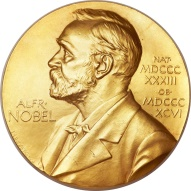 ALFR·
NOBEL
NAT·
MDCCC
XXXIII
OB·
MDCCC
XCVI